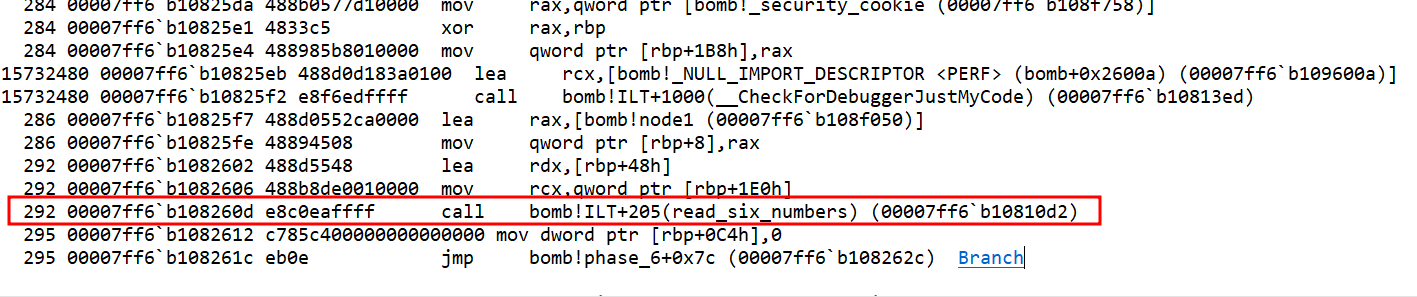 284 00007ff6`b10825da 488b0577d10000 mov rax,qword ptr [bomb!_security_cookie (00007ff6`b108f758)]
284 00007ff6`b10825e1 4833c5 xor rax,rbp
284 00007ff6`b10825e4 488985b8010000 mov qword ptr [rbp+1B8h],rax
15732480 00007ff6`b10825eb 488d0d183a0100 lea rcx,[bomb!_NULL_IMPORT_DESCRIPTOR <PERF> (bomb+0x2600a) (00007ff6`b109600a)]
15732480 00007ff6`b10825f2 e8f6edffff call bomb!ILT+1000(__CheckForDebuggerJustMyCode) (00007ff6`b10813ed)
286 00007ff6`b10825f7 488d0552ca0000 lea rax,[bomb!node1 (00007ff6`b108f050)]
286 00007ff6`b10825fe 48894508 mov qword ptr [rbp+8],rax
292 00007ff6`b1082602 488d5548 lea rdx,[rbp+48h]
292 00007ff6`b1082606 488b8de0010000 mov rcx,qword ptr [rbp+1E0h]
292 00007ff6`b108260d e8c0eaffff call bomb!ILT+205(read_six_numbers) (00007ff6`b10810d2)
295 00007ff6`b1082612 c785c400000000000000 mov dword ptr [rbp+0C4h],0
295 00007ff6`b108261c eb0e jmp bomb!phase_6+0x7c (00007ff6`b108262c) Branch